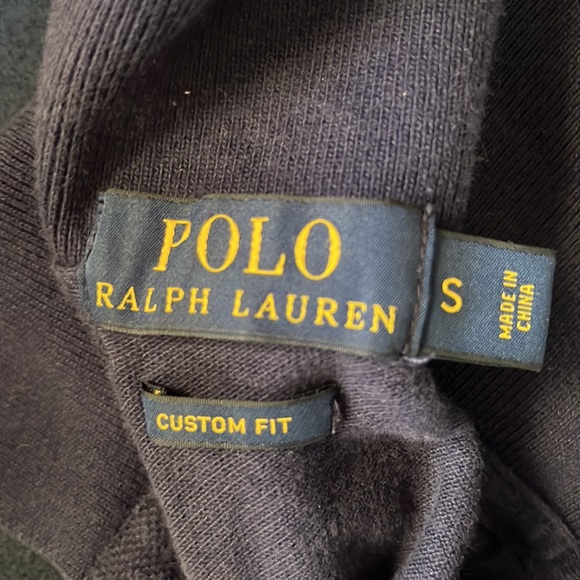 POLO
RALPH LAUREN
S
MADE IN
CHINA
CUSTOM FIT